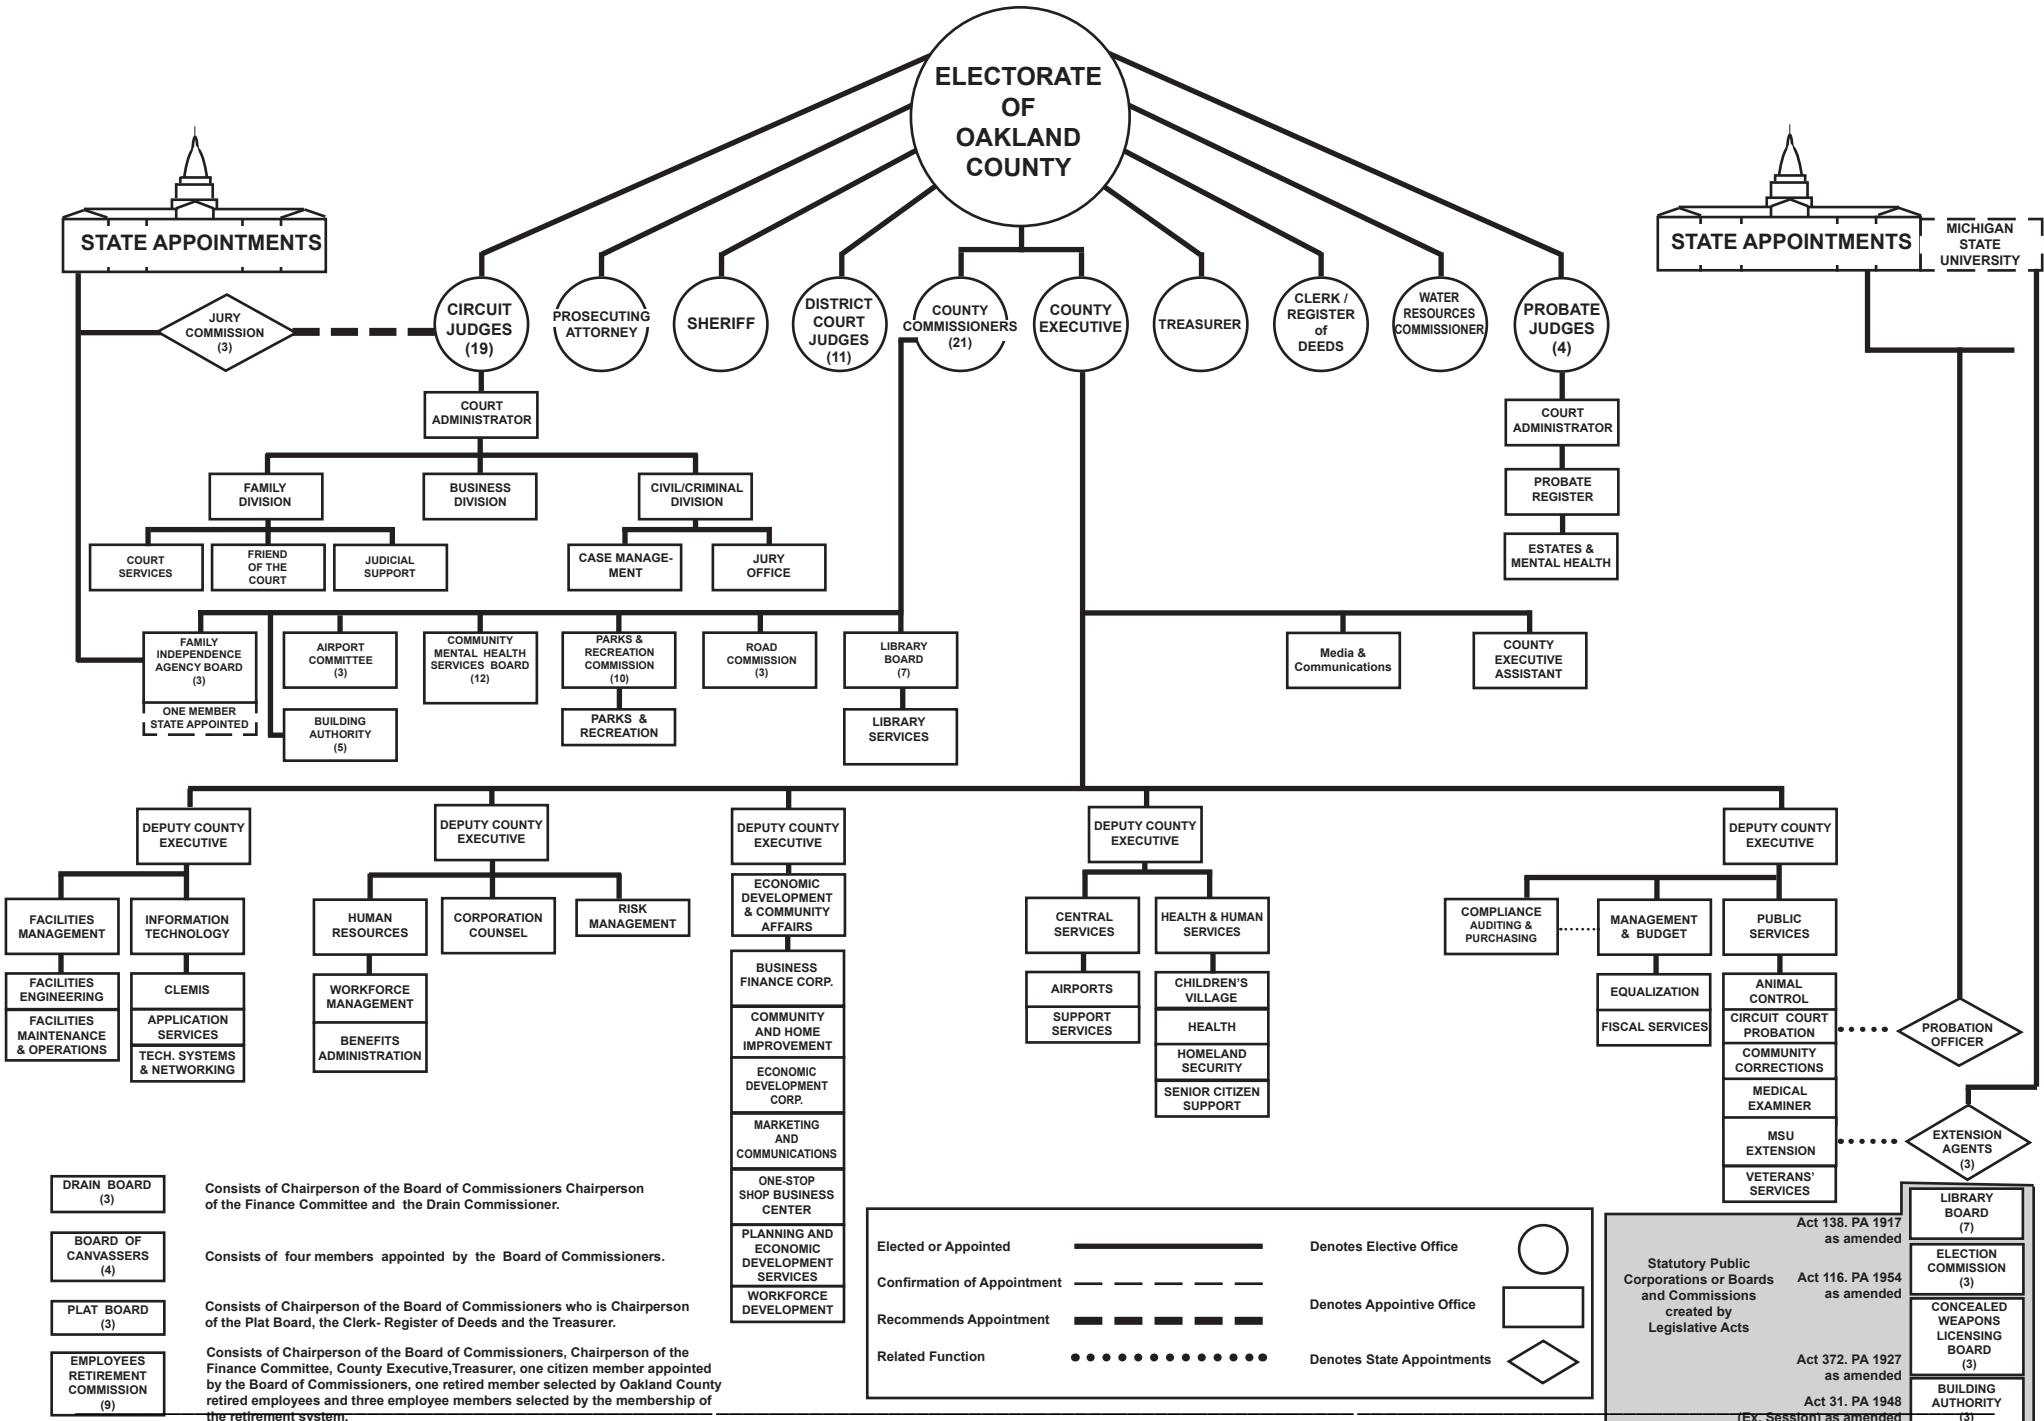 ELECTORATE
OF
OAKLAND
COUNTY
STATE APPOINTMENTS
STATE APPOINTMENTS
MICHIGAN
STATE
UNIVERSITY
JURY
COMMISSION
(3)
CIRCUIT
JUDGES
(19)
PROSECUTING
ATTORNEY
SHERIFF
DISTRICT
COURT
JUDGES
(11)
COUNTY
COMMISSIONERS
(21)
COUNTY
EXECUTIVE
TREASURER
CLERK /
REGISTER
of
DEEDS
WATER
RESOURCES
COMMISSIONER
PROBATE
JUDGES
(4)
COURT
ADMINISTRATOR
COURT
ADMINISTRATOR
FAMILY
DIVISION
BUSINESS
DIVISION
CIVIL/CRIMINAL
DIVISION
PROBATE
REGISTER
COURT
SERVICES
FRIEND
OF THE
COURT
JUDICIAL
SUPPORT
CASE MANAGE-
MENT
JURY
OFFICE
ESTATES &
MENTAL HEALTH
FAMILY
INDEPENDENCE
AGENCY BOARD
(3)
ONE MEMBER
STATE APPOINTED
AIRPORT
COMMITTEE
(3)
BUILDING
AUTHORITY
(5)
COMMUNITY
MENTAL HEALTH
SERVICES BOARD
(12)
PARKS &
RECREATION
COMMISSION
(10)
PARKS &
RECREATION
ROAD
COMMISSION
(3)
LIBRARY
BOARD
(7)
LIBRARY
SERVICES
Media &
Communications
COUNTY
EXECUTIVE
ASSISTANT
DEPUTY COUNTY
EXECUTIVE
DEPUTY COUNTY
EXECUTIVE
DEPUTY COUNTY
EXECUTIVE
DEPUTY COUNTY
EXECUTIVE
DEPUTY COUNTY
EXECUTIVE
FACILITIES
MANAGEMENT
FACILITIES
ENGINEERING
FACILITIES
MAINTENANCE
& OPERATIONS
INFORMATION
TECHNOLOGY
CLEMIS
APPLICATION
SERVICES
TECH. SYSTEMS
& NETWORKING
HUMAN
RESOURCES
WORKFORCE
MANAGEMENT
BENEFITS
ADMINISTRATION
CORPORATION
COUNSEL
RISK
MANAGEMENT
ECONOMIC
DEVELOPMENT
& COMMUNITY
AFFAIRS
BUSINESS
FINANCE CORP.
COMMUNITY
AND HOME
IMPROVEMENT
ECONOMIC
DEVELOPMENT
CORP.
MARKETING
AND
COMMUNICATIONS
ONE-STOP
SHOP BUSINESS
CENTER
PLANNING AND
ECONOMIC
DEVELOPMENT
SERVICES
WORKFORCE
DEVELOPMENT
CENTRAL
SERVICES
AIRPORTS
SUPPORT
SERVICES
HEALTH & HUMAN
SERVICES
CHILDREN'S
VILLAGE
HEALTH
HOMELAND
SECURITY
SENIOR CITIZEN
SUPPORT
COMPLIANCE
AUDITING &
PURCHASING
MANAGEMENT
& BUDGET
EQUALIZATION
FISCAL SERVICES
PUBLIC
SERVICES
ANIMAL
CONTROL
CIRCUIT COURT
PROBATION
COMMUNITY
CORRECTIONS
MEDICAL
EXAMINER
MSU
EXTENSION
VETERANS'
SERVICES
PROBATION
OFFICER
EXTENSION
AGENTS
(3)
DRAIN BOARD
(3)
Consists of Chairperson of the Board of Commissioners Chairperson
of the Finance Committee and the Drain Commissioner.
BOARD OF
CANVASSERS
(4)
Consists of four members appointed by the Board of Commissioners.
PLAT BOARD
(3)
Consists of Chairperson of the Board of Commissioners who is Chairperson
of the Plat Board, the Clerk- Register of Deeds and the Treasurer.
EMPLOYEES
RETIREMENT
COMMISSION
(9)
Consists of Chairperson of the Board of Commissioners, Chairperson of the
Finance Committee, County Executive,Treasurer, one citizen member appointed
by the Board of Commissioners, one retired member selected by Oakland County
retired employees and three employee members selected by the membership of
the retirement system.
Elected or Appointed
Confirmation of Appointment
Recommends Appointment
Related Function
Denotes Elective Office
Denotes Appointive Office
Denotes State Appointments
Statutory Public
Corporations or Boards
and Commissions
created by
Legislative Acts
Act 138. PA 1917
as amended
LIBRARY
BOARD
(7)
Act 116. PA 1954
as amended
ELECTION
COMMISSION
(3)
Act 372. PA 1927
as amended
CONCEALED
WEAPONS
LICENSING
BOARD
(3)
Act 31. PA 1948
(Ex. Session) as amended
BUILDING
AUTHORITY
(3)